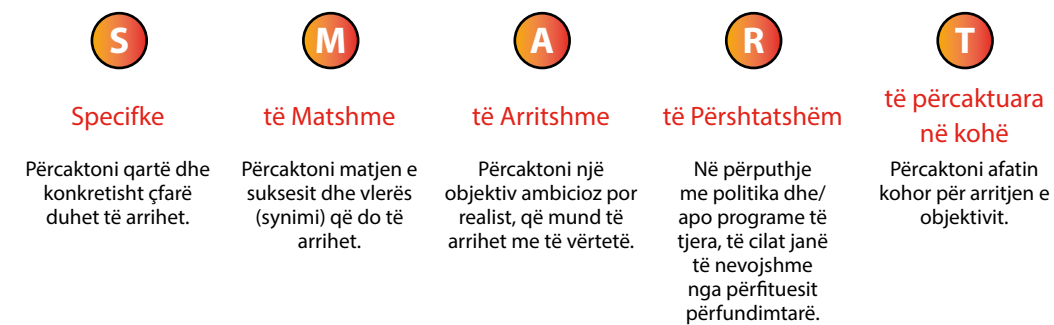 S
Specifke
Përcaktoni qartë dhe
konkretisht çfarë
duhet të arrihet.
M
të Matshme
Përcaktoni matjen e
suksesit dhe vlerës
(synimi) që do të
arrihet.
A
të Arritshme
Përcaktoni një
objektiv ambicioz por
realist, që mund të
arrihet me të vërtetë.
R
të Përshtatshëm
Në përputhje
me politika dhe/
apo programe të
tjera, të cilat janë
të nevojshme
nga përfituesit
përfundimtarë.
T
të përcaktuara
në kohë
Përcaktoni afatin
kohor për arritjen e
objektivit.